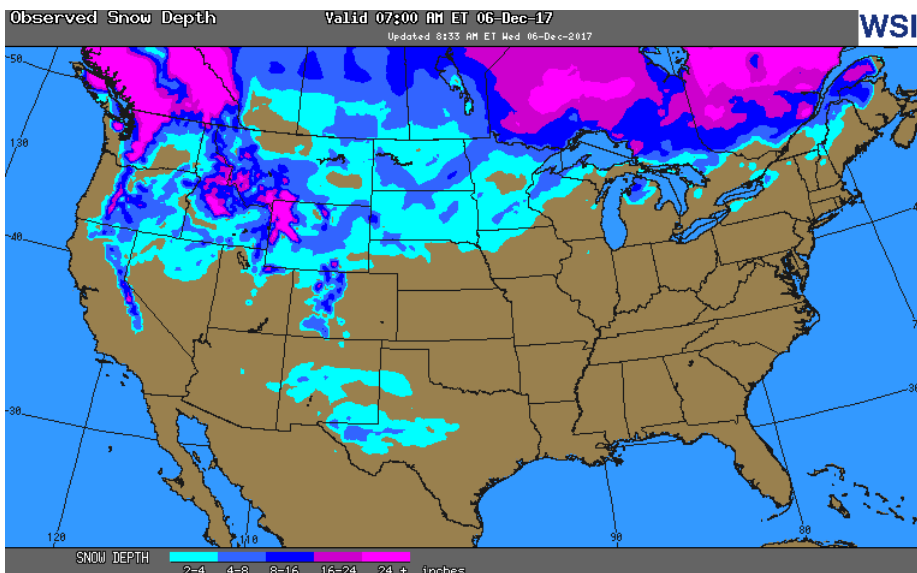 Observed Snow Depth
Valid 07:00 AM ET 06-Dec-17
Updated 8:33 AM ET Wed 06-Dec-2017
WSI
50
130
40
30
120
110
90
80
SNOW DEPTH
2-4 4-8 8-16 16-24 24 + inches